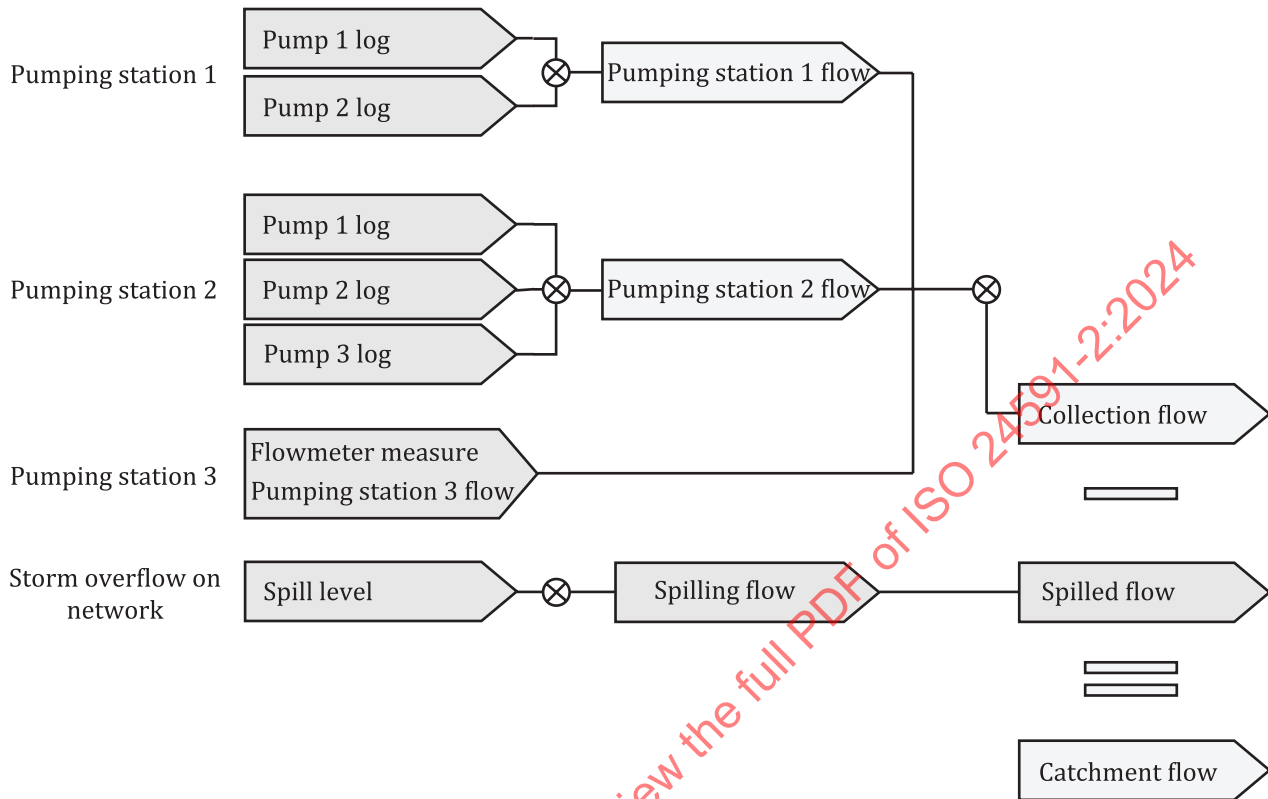 Pumping station 1
Pump 1 log
Pump 2 log
Pumping station 1 flow
Pumping station 2
Pump 1 log
Pump 2 log
Pump 3 log
Pumping station 2 flow
Collection flow
Pumping station 3
Flowmeter measure
Pumping station 3 flow
Storm overflow on
network
Spill level
Spilling flow
Spilled flow
Catchment flow
the full PDF of ISO 24591-2:2024